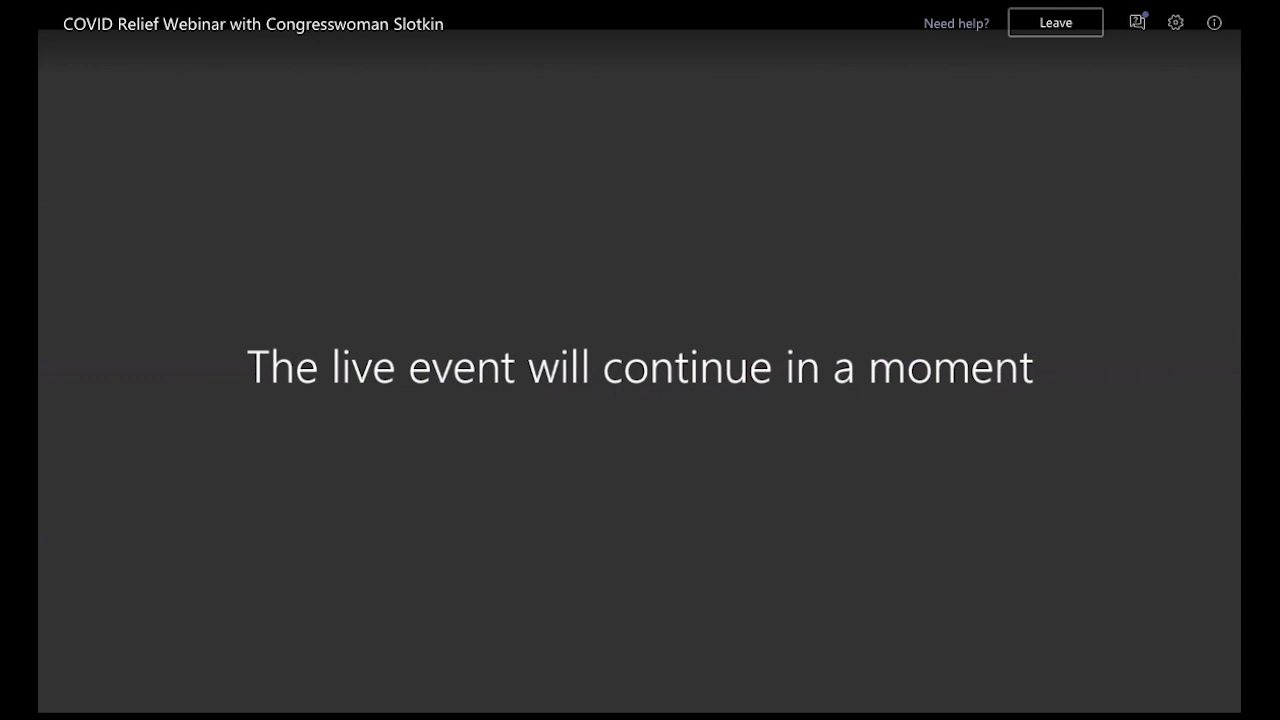 COVID Relief Webinar with Congresswoman Slotkin
Need help?
Leave
The live event will continue in a moment